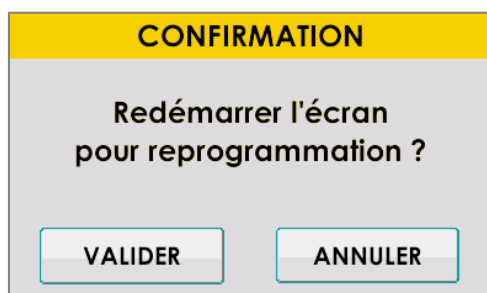 CONFIRMATION
Redémarrer l'écran
pour reprogrammation ?
VALIDER
ANNULER